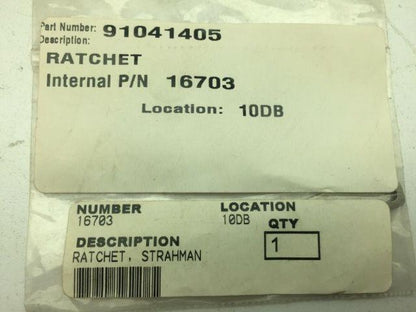 Part Number: 91041405
Description:
RATCHET
Internal P/N 16703
Location: 10DB
NUMBER LOCATION
16703 10DB
QTY
DESCRIPTION 1
RATCHET, STRAHMAN